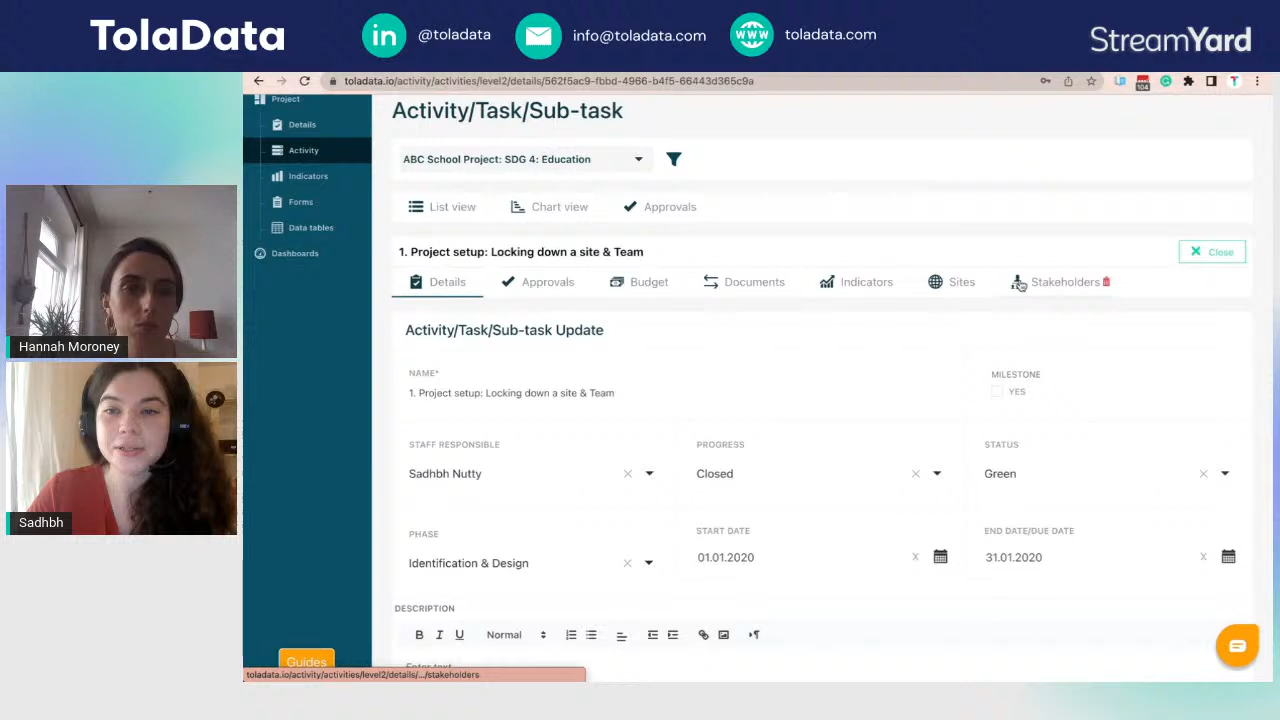 TolaData
in @toladata
info@toladata.com
www toladata.com
StreamYard
toladata.io/activity/activities/level2/details/562f5ac9-fbbd-4966-b4f5-66443d365c9a
104
T
Project
Details
Activity
Indicators
Forms
Data tables
Dashboards
Guides
Activity/Task/Sub-task
ABC School Project: SDG 4: Education
List view
Chart view
Approvals
1. Project setup: Locking down a site & Team
Close
Details
Approvals
Budget
Documents
Indicators
Sites
Stakeholders
Activity/Task/Sub-task Update
NAME*
1. Project setup: Locking down a site & Team
MILESTONE
YES
STAFF RESPONSIBLE
Sadhbh Nutty
PROGRESS
Closed
STATUS
Green
PHASE
Identification & Design
START DATE
01.01.2020
END DATE/DUE DATE
31.01.2020
DESCRIPTION
B I U Normal
Enter text
toladata.io/activity/activities/level2/details/.../stakeholders
Hannah Moroney
Sadhbh